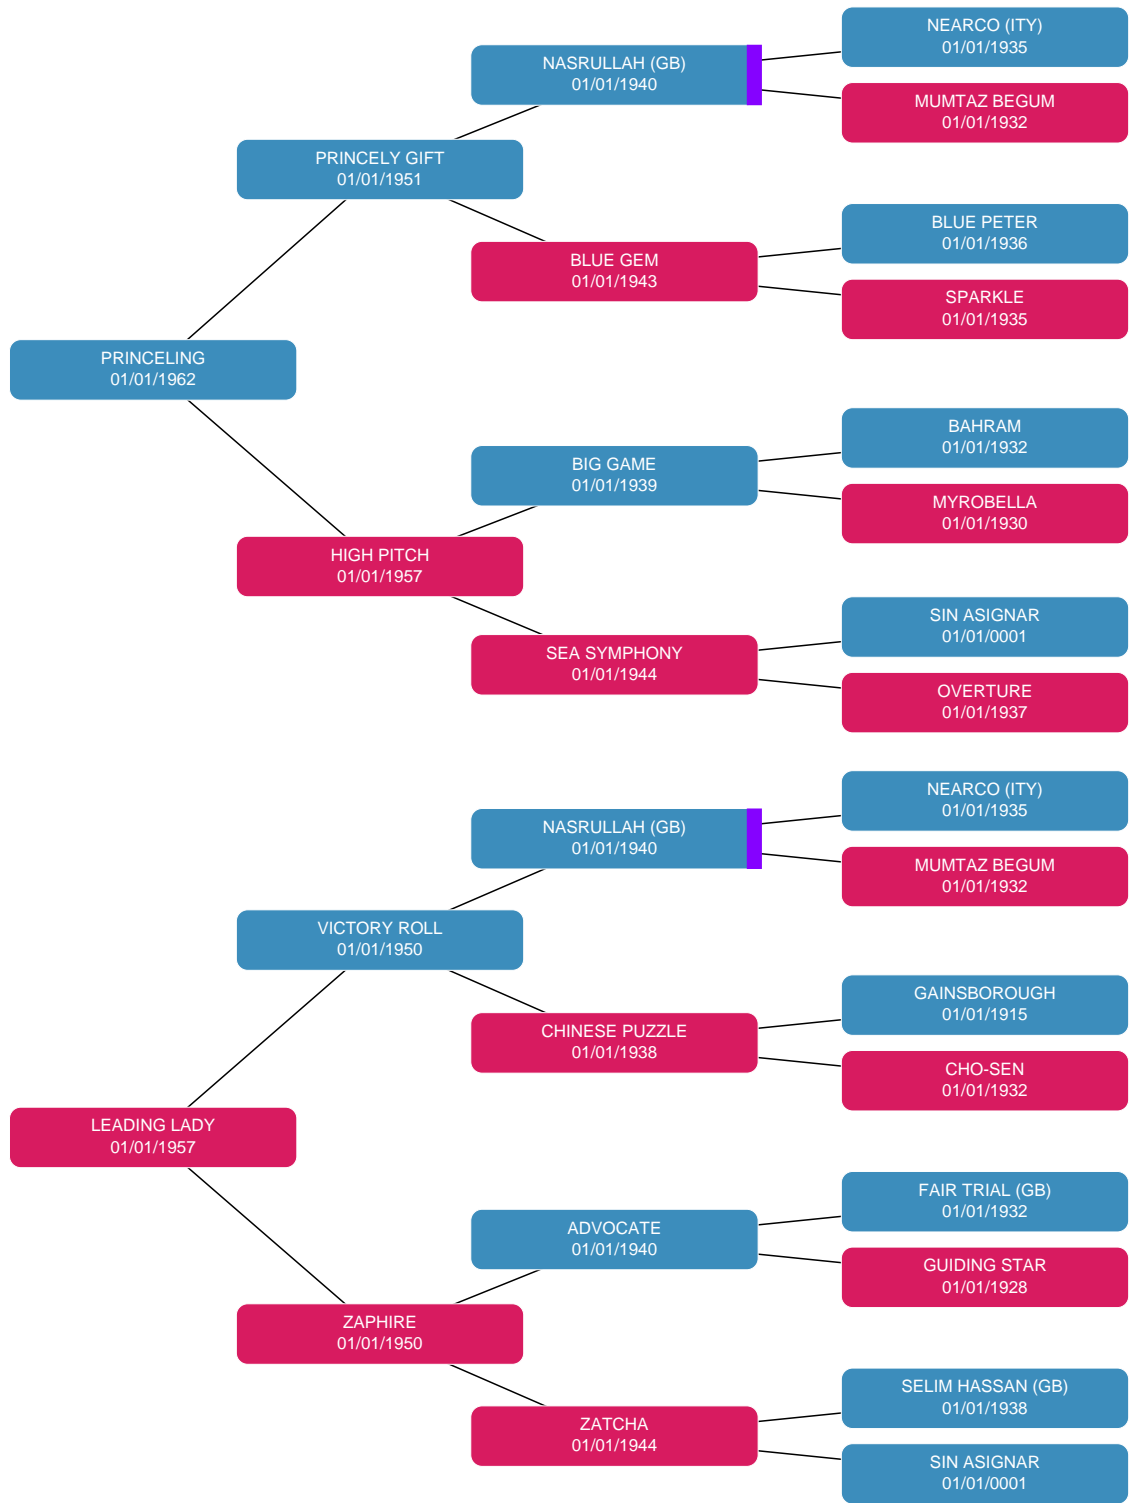 NEARCO (ITY)
01/01/1935
NASRULLAH (GB)
01/01/1940
MUMTAZ BEGUM
01/01/1932
PRINCELY GIFT
01/01/1951
BLUE PETER
01/01/1936
BLUE GEM
01/01/1943
SPARKLE
01/01/1935
PRINCELING
01/01/1962
BAHRAM
01/01/1932
BIG GAME
01/01/1939
MYROBELLA
01/01/1930
HIGH PITCH
01/01/1957
SIN ASIGNAR
01/01/0001
SEA SYMPHONY
01/01/1944
OVERTURE
01/01/1937
NEARCO (ITY)
01/01/1935
NASRULLAH (GB)
01/01/1940
MUMTAZ BEGUM
01/01/1932
VICTORY ROLL
01/01/1950
GAINSBOROUGH
01/01/1915
CHINESE PUZZLE
01/01/1938
CHO-SEN
01/01/1932
LEADING LADY
01/01/1957
FAIR TRIAL (GB)
01/01/1932
ADVOCATE
01/01/1940
GUIDING STAR
01/01/1928
ZAPHIRE
01/01/1950
SELIM HASSAN (GB)
01/01/1938
ZATCHA
01/01/1944
SIN ASIGNAR
01/01/0001